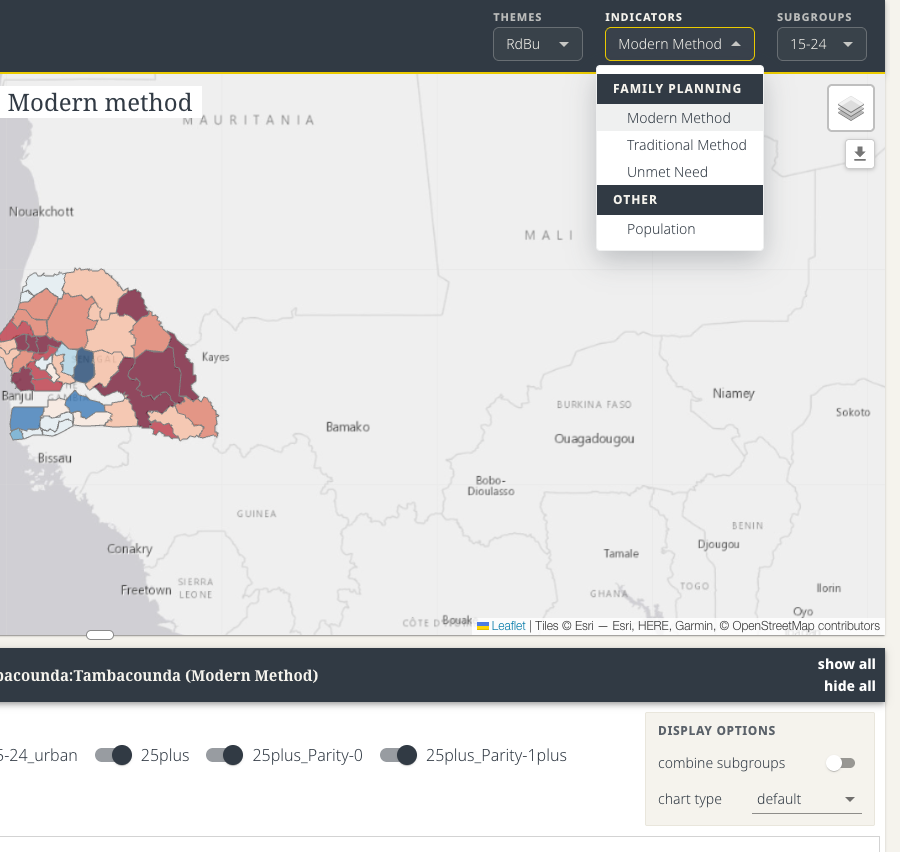 THEMES
INDICATORS
SUBGROUPS
RdBu
Modern Method
15-24
FAMILY PLANNING
Modern Method
Traditional Method
Unmet Need
OTHER
Population
Modern method
MAURITANIA
Nouakchott
MALI
Kayes
Banjul
Niamey
BURKINA FASO
Sokoto
Bamako
Ouagadougou
Bissau
Bobo-
Dioulasso
GUINEA
BENIN
Conakry
Djougou
Tamale
Freetown
SIERRA
LEONE
GHANA
TOGO
Ilorin
Oyo
CÔTE
Bouak
Leaflet | Tiles © Esri — Esri, HERE, Garmin, © OpenStreetMap contributors
bacounda:Tambacounda (Modern Method)
show all
hide all
5-24_urban
25plus
25plus_Parity-0
25plus_Parity-1plus
DISPLAY OPTIONS
combine subgroups
chart type
default